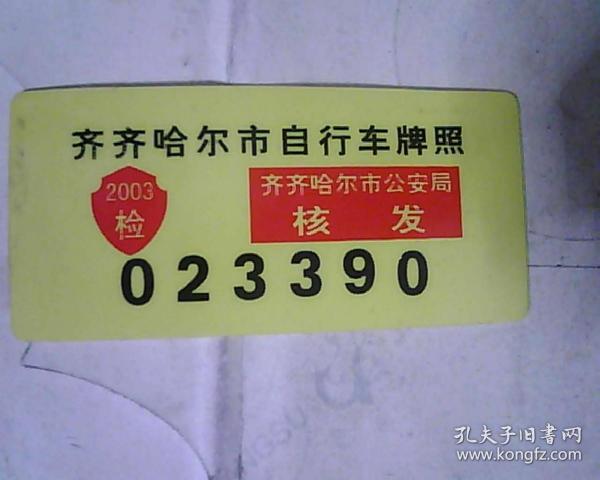 齐齐哈尔市自行车牌照
2003
检
齐齐哈尔市公安局
核 发
023390
孔夫子旧书网
www.kongfz.com